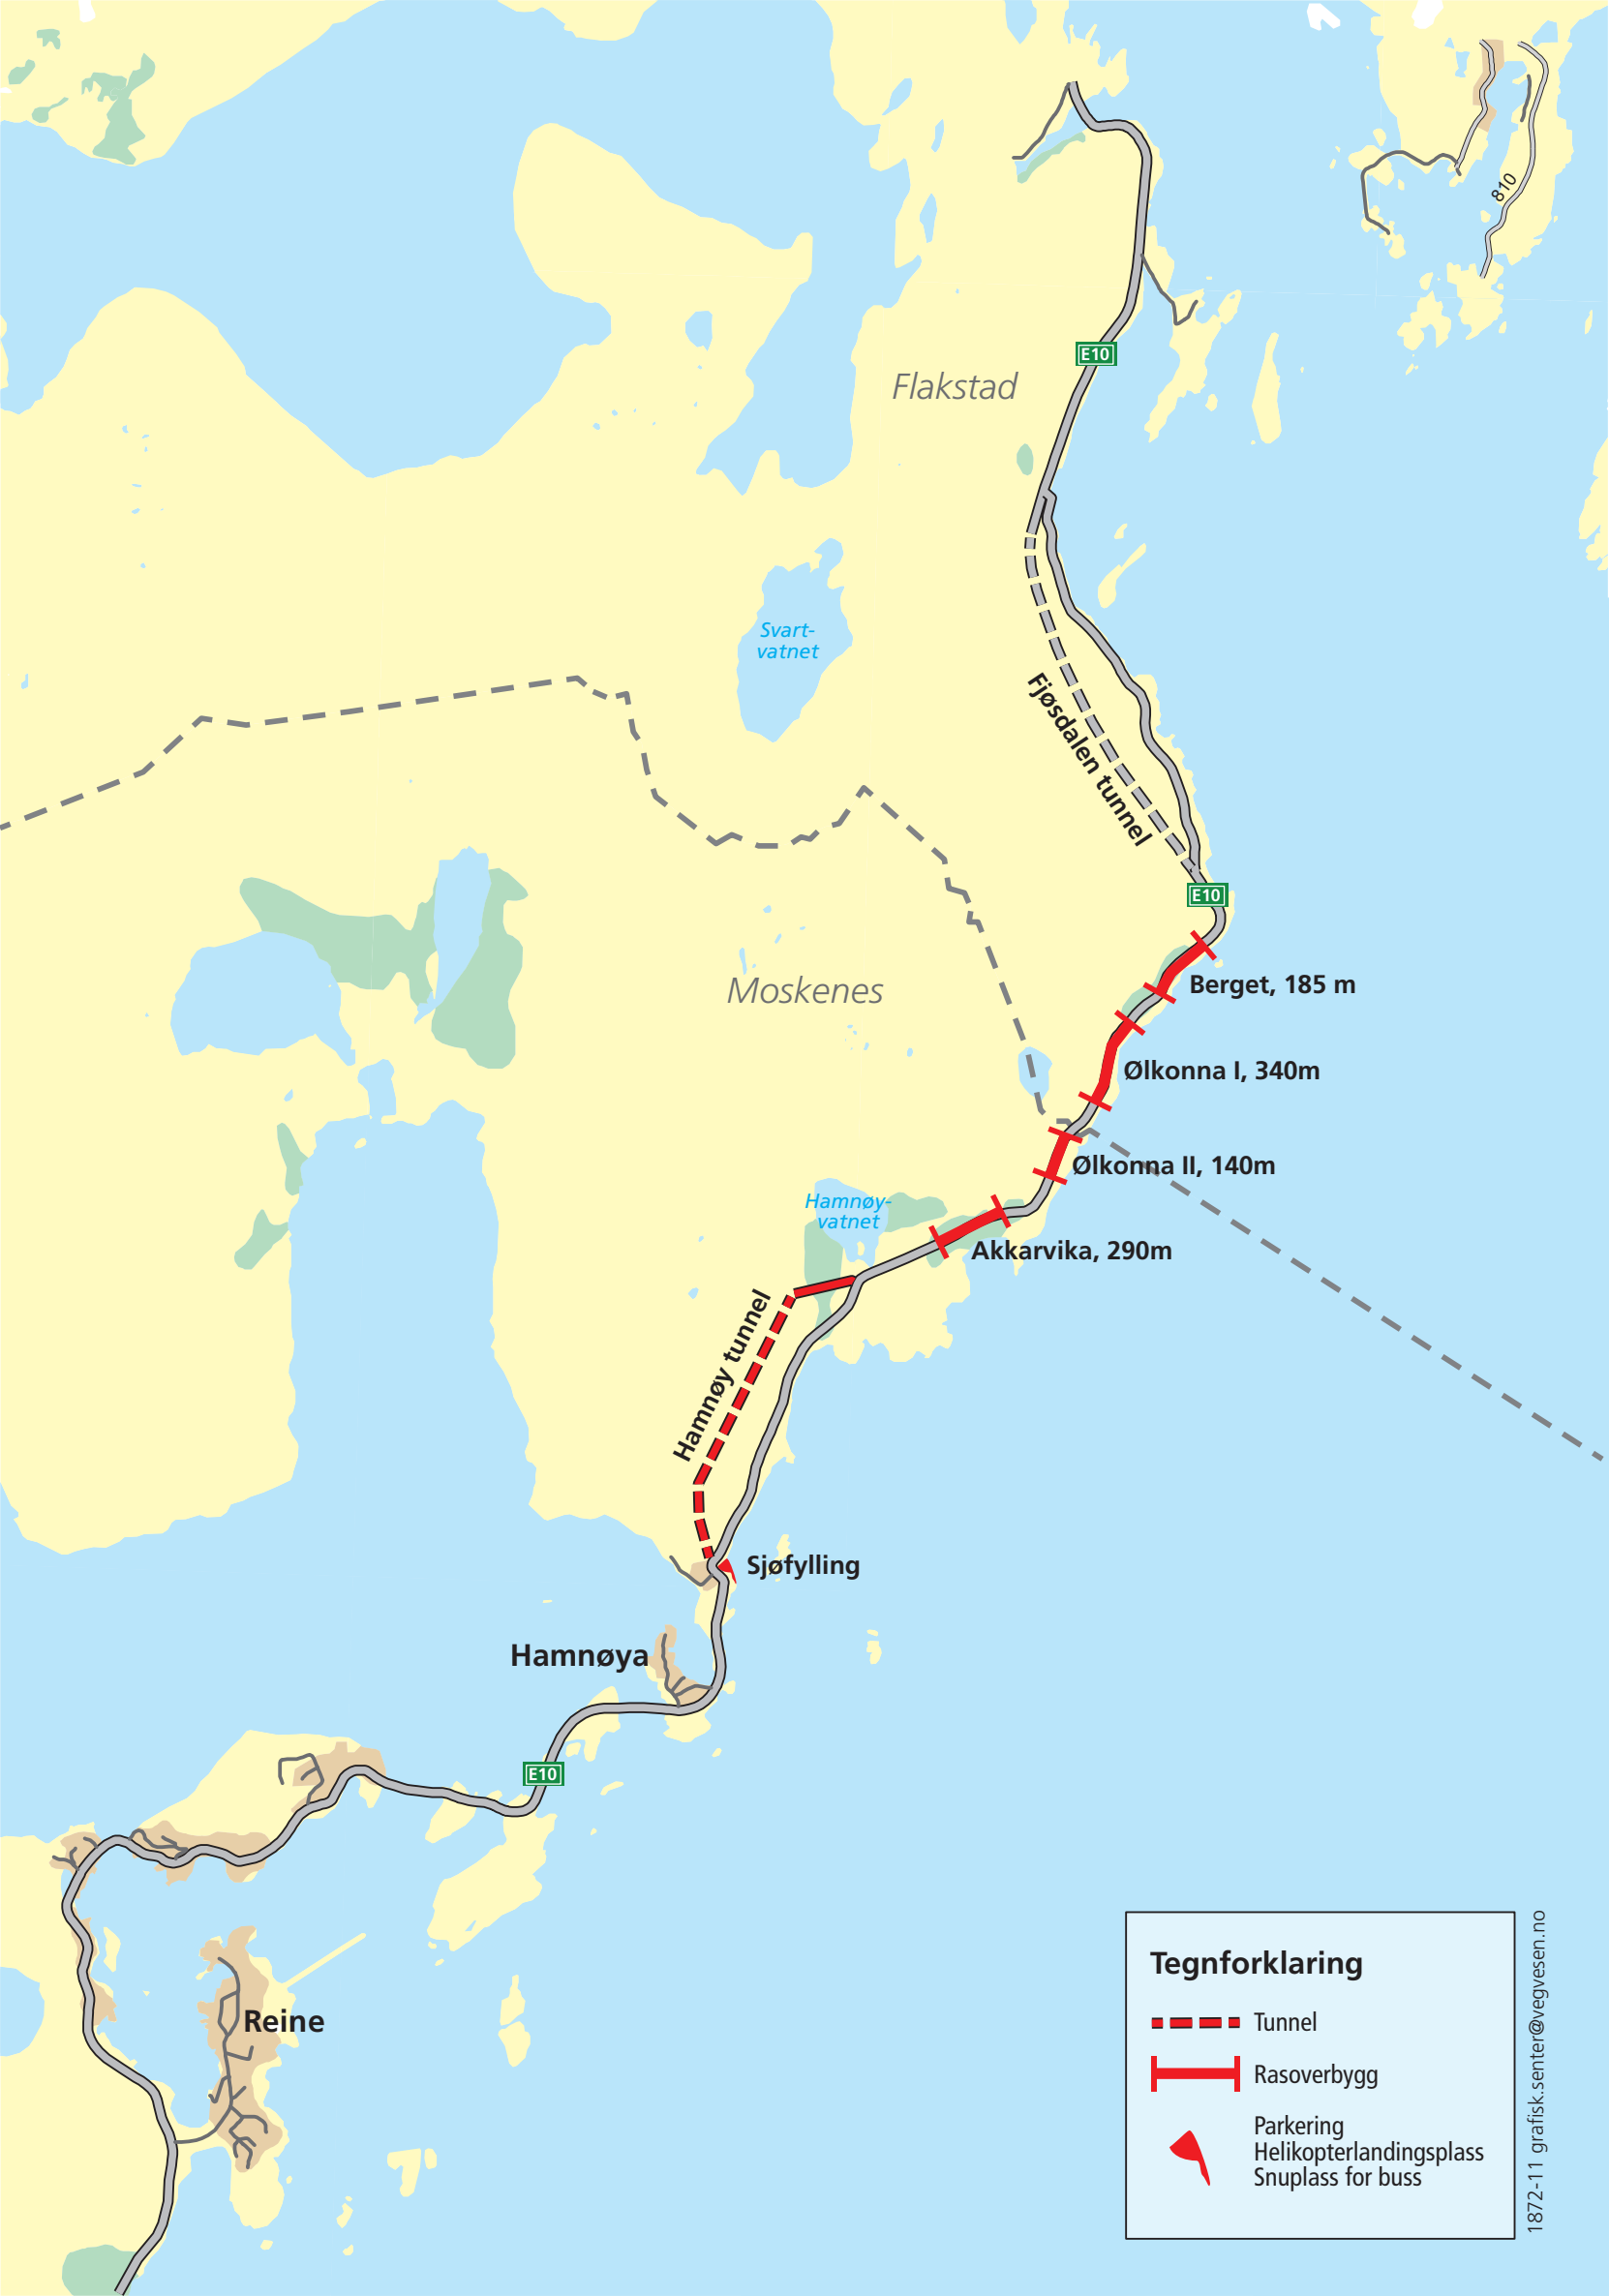 810
E10
Flakstad
Svart-
vatnet
Fjøsdalen tunnel
E10
Berget, 185 m
Moskenes
Ølkonna I, 340m
Ølkonna II, 140m
Hamnøy-
vatnet
Akkarvika, 290m
Hamnøy tunnel
Sjøfylling
Hamnøya
E10
Reine
Tegnforklaring
Tunnel
Rasoverbygg
Parkering
Helikopterlandingsplass
Snuplass for buss
1872-11 grafisk.senter@vegvesen.no